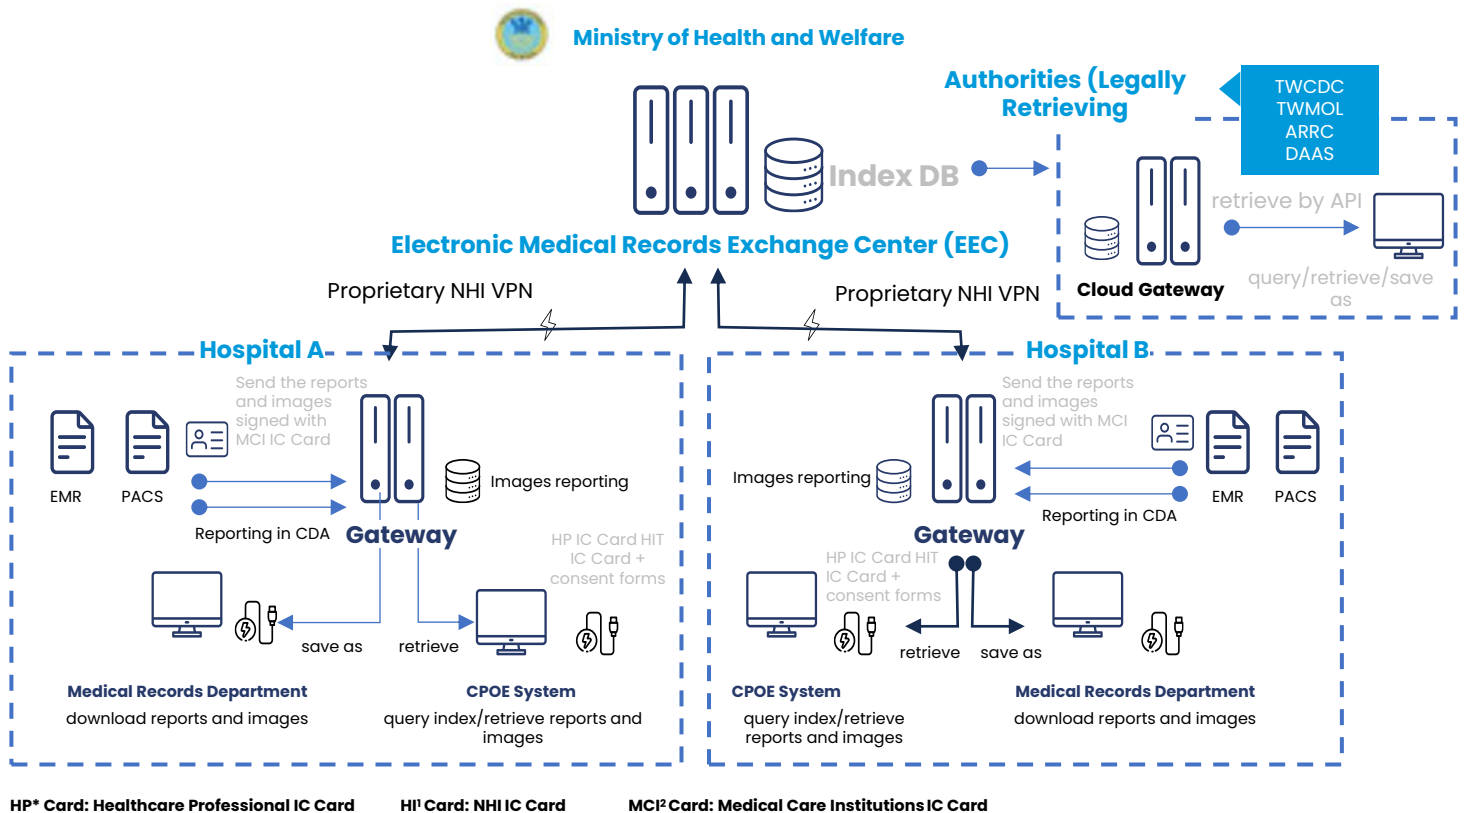 Ministry of Health and Welfare
Authorities (Legally
Retrieving
TWCDC
TWMOL
ARRC
DAAS
Index DB
retrieve by API
Electronic Medical Records Exchange Center (EEC)
Cloud Gateway
query/retrieve/save
as
Proprietary NHI VPN
Proprietary NHI VPN
Hospital A
Send the reports
and images
signed with
MCI IC Card
EMR
PACS
Images reporting
Reporting in CDA
Gateway
HP IC Card HIT
IC Card +
consent forms
save as
retrieve
Medical Records Department
download reports and images
CPOE System
query index/retrieve reports and
images
Hospital B
Send the reports
and images
signed with MCI
IC Card
Images reporting
EMR
PACS
Reporting in CDA
Gateway
HP IC Card HIT
IC Card +
consent forms
retrieve
save as
CPOE System
query index/retrieve
reports and images
Medical Records Department
download reports and images
HP* Card: Healthcare Professional IC Card
HI¹ Card: NHI IC Card
MCI² Card: Medical Care Institutions IC Card